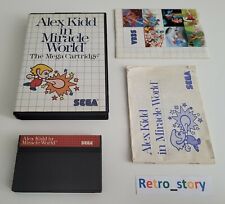 Alex Kidd
in Miracle
World
The Mega Cartridge
SEGA
SEGA
Alex Kidd
in Miracle
World
Alex Kidd in
Miracle World
SEGA
Retro_story